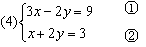 (4) { 3x − 2y = 9 ①
x + 2y = 3 ②